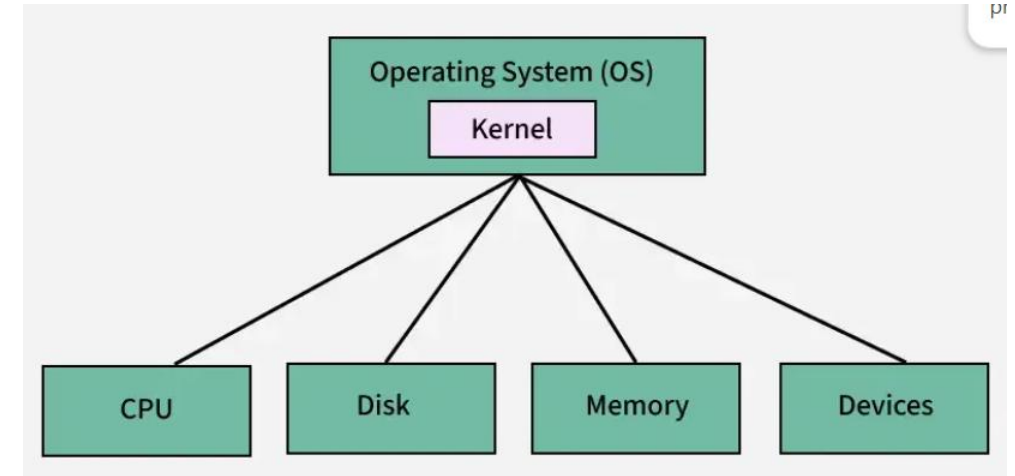 Operating System (OS)
Kernel
CPU
Disk
Memory
Devices